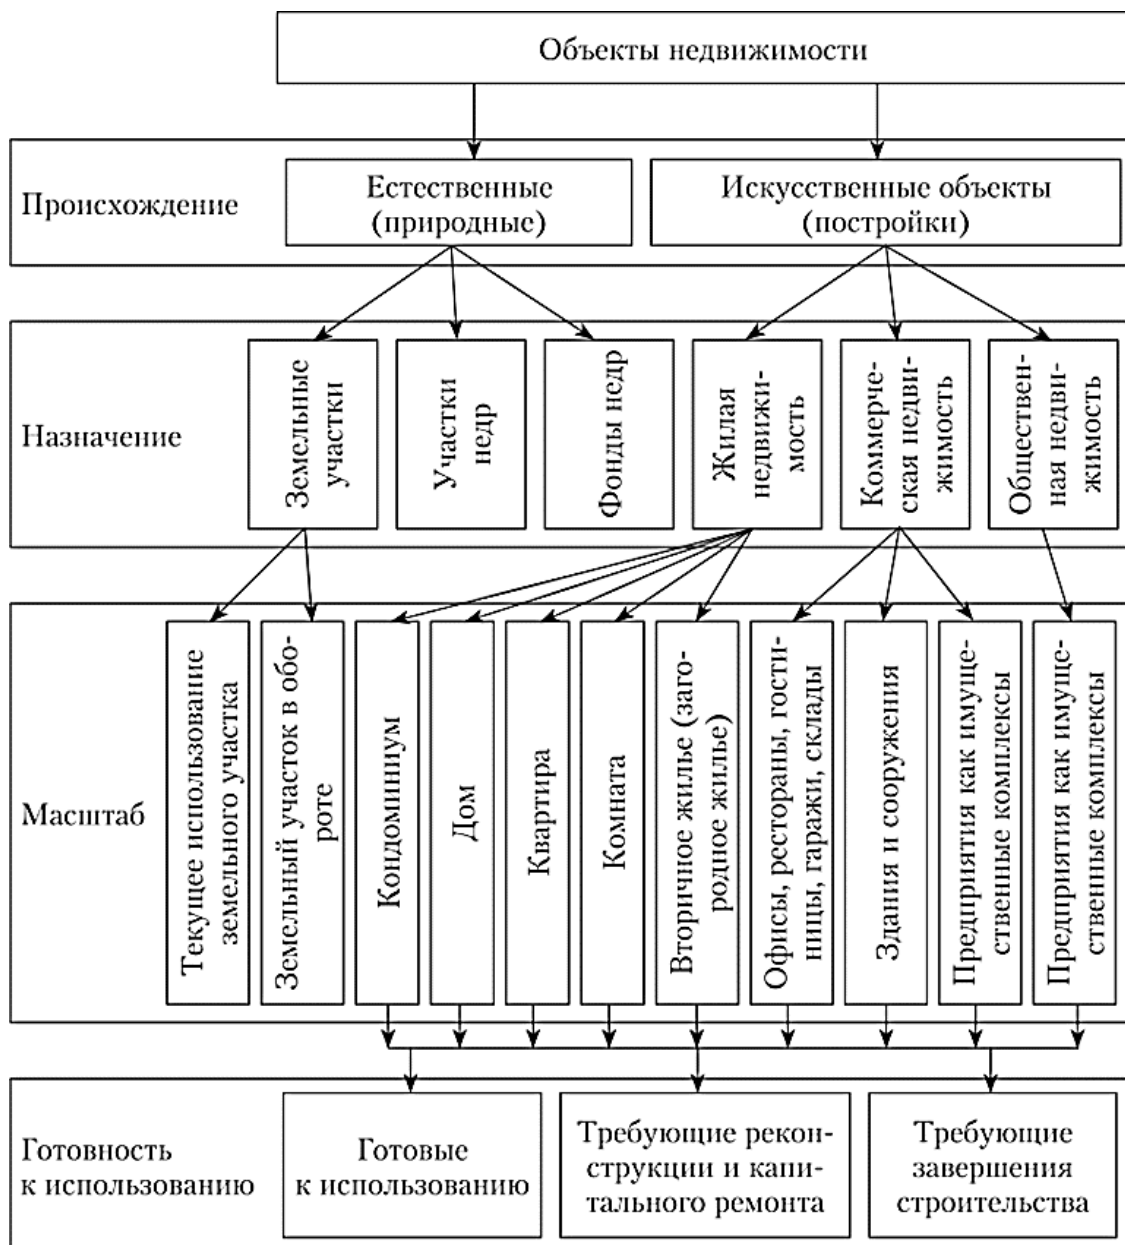 Объекты недвижимости
Происхождение
Естественные
(природные)
Искусственные объекты
(постройки)
Назначение
Земельные
участки
Участки
недр
Фонды недр
Жилая
недвижи-
мость
Коммерче-
ская недви-
жимость
Обществен-
ная недви-
жимость
Масштаб
Текущее использование
земельного участка
Земельный участок в обо-
роте
Кондоминиум
Дом
Квартира
Комната
Вторичное жилье (заго-
родное жилье)
Офисы, рестораны, гости-
ницы, гаражи, склады
Здания и сооружения
Предприятия как имуще-
ственные комплексы
Предприятия как имуще-
ственные комплексы
Готовность
к использованию
Готовые
к использованию
Требующие рекон-
струкции и капи-
тального ремонта
Требующие
завершения
строительства